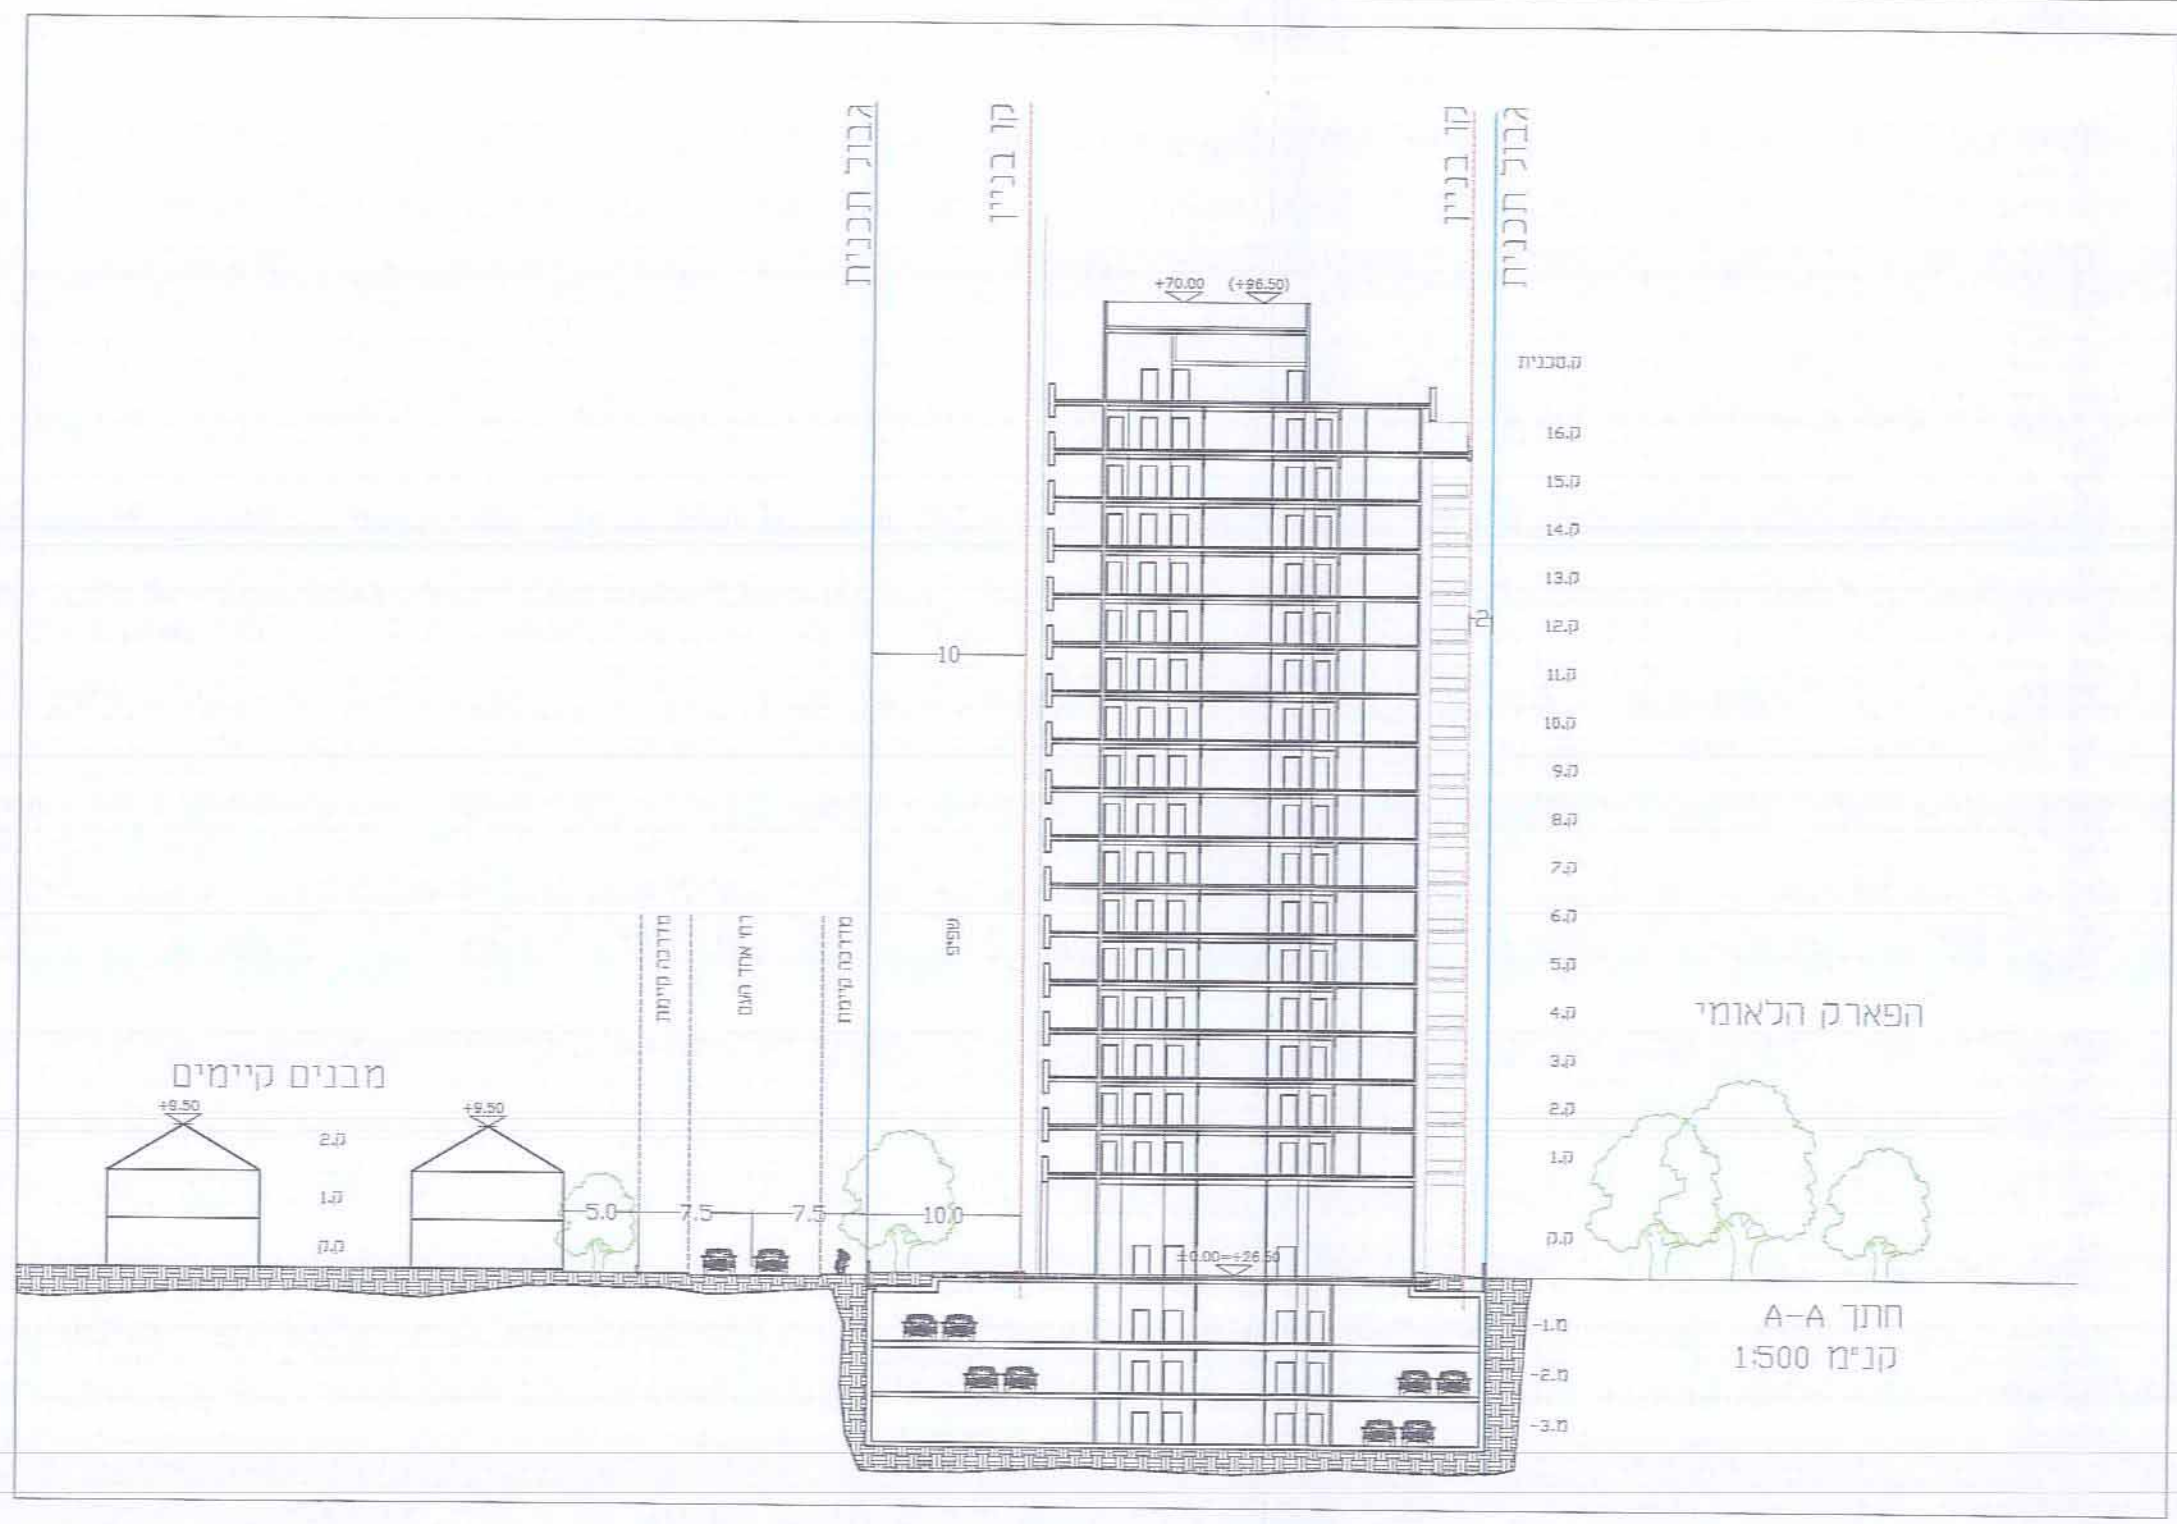 גבול תכנית
קו בניין
קו בניין
גבול תכנית
+70.00 (+96.50)
ק.טכנית
ק.16
ק.15
ק.14
ק.13
ק.12
2
ק.11
10
ק.10
ק.9
ק.8
ק.7
ק.6
ק.5
ק.4
ק.3
ק.2
ק.1
ק.ק
מדרכה קיימת
רח' אחד העם
מדרכה קיימת
שפ"פ
הפארק הלאומי
מבנים קיימים
+9.50
+9.50
ק.2
ק.1
ק.ק
5.0
7.5
7.5
10.0
±0.00=+26.50
מ.1-
מ.2-
מ.3-
חתך A-A
קנ"מ 1:500